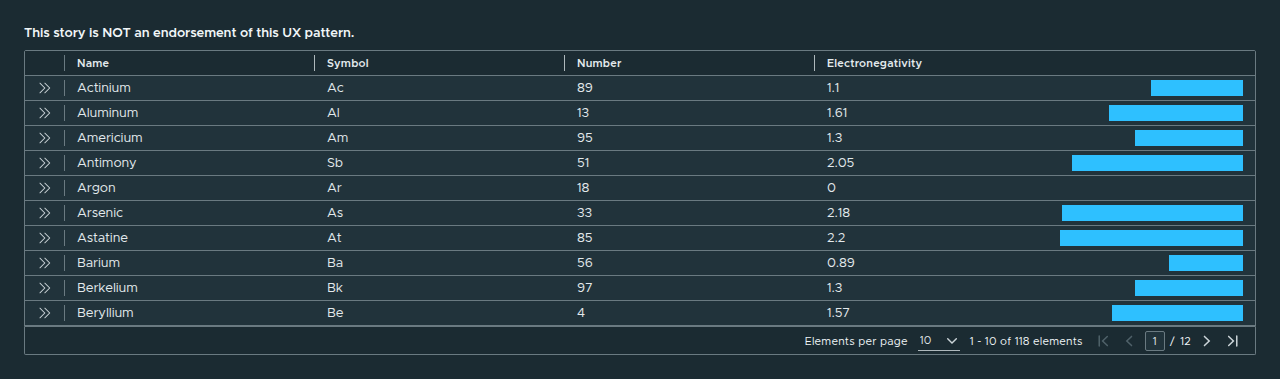 This story is NOT an endorsement of this UX pattern.
Name Symbol Number Electronegativity
Actinium Ac 89 1.1
Aluminum Al 13 1.61
Americium Am 95 1.3
Antimony Sb 51 2.05
Argon Ar 18 0
Arsenic As 33 2.18
Astatine At 85 2.2
Barium Ba 56 0.89
Berkelium Bk 97 1.3
Beryllium Be 4 1.57
Elements per page 10 1 - 10 of 118 elements 1 / 12